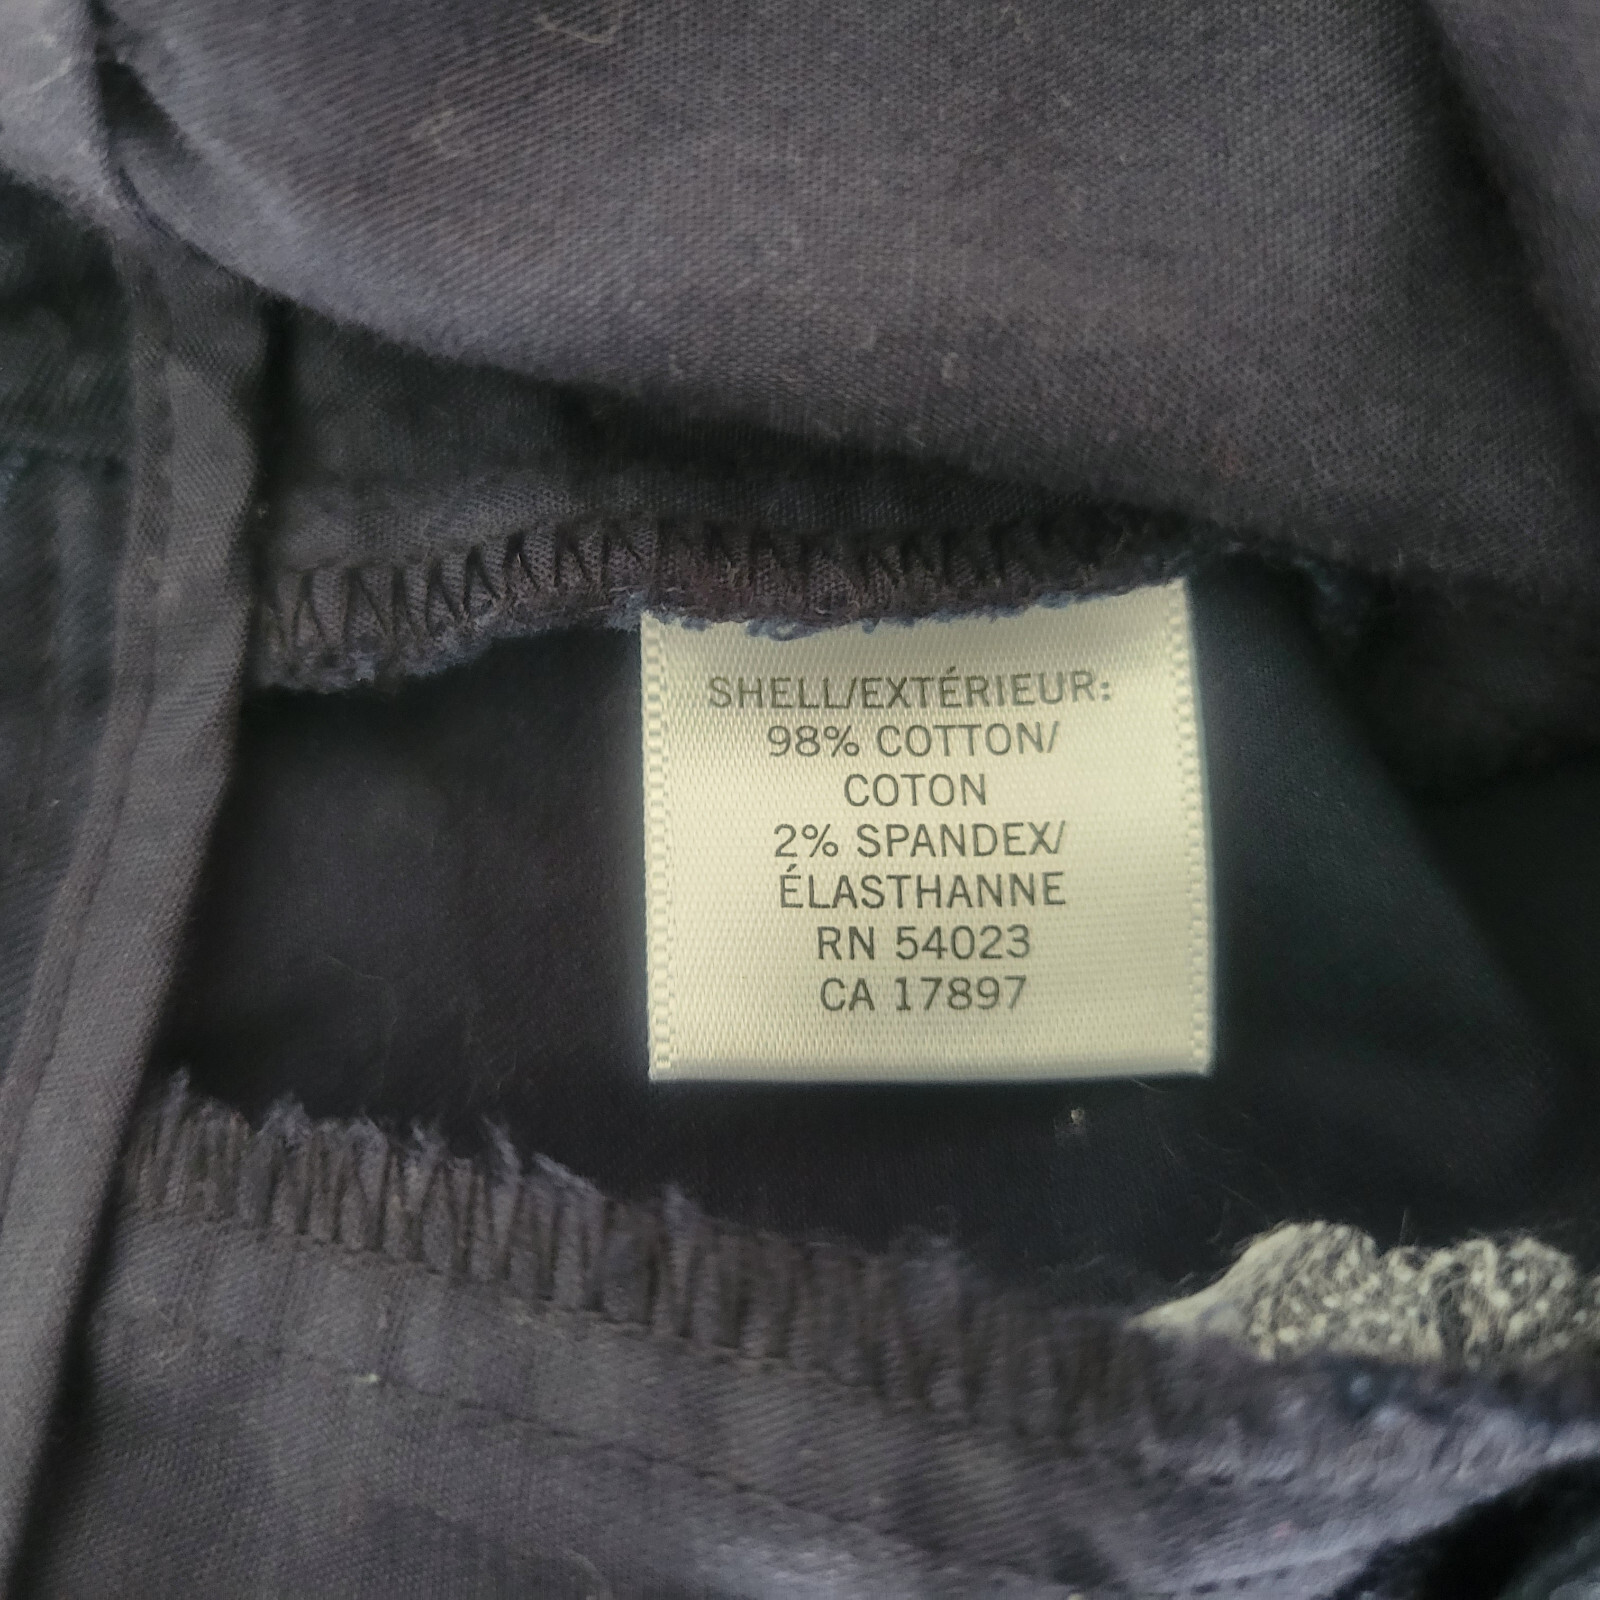 SHELL/EXTÉRIEUR:
98% COTTON/
COTON
2% SPANDEX/
ÉLASTHANNE
RN 54023
CA 17897